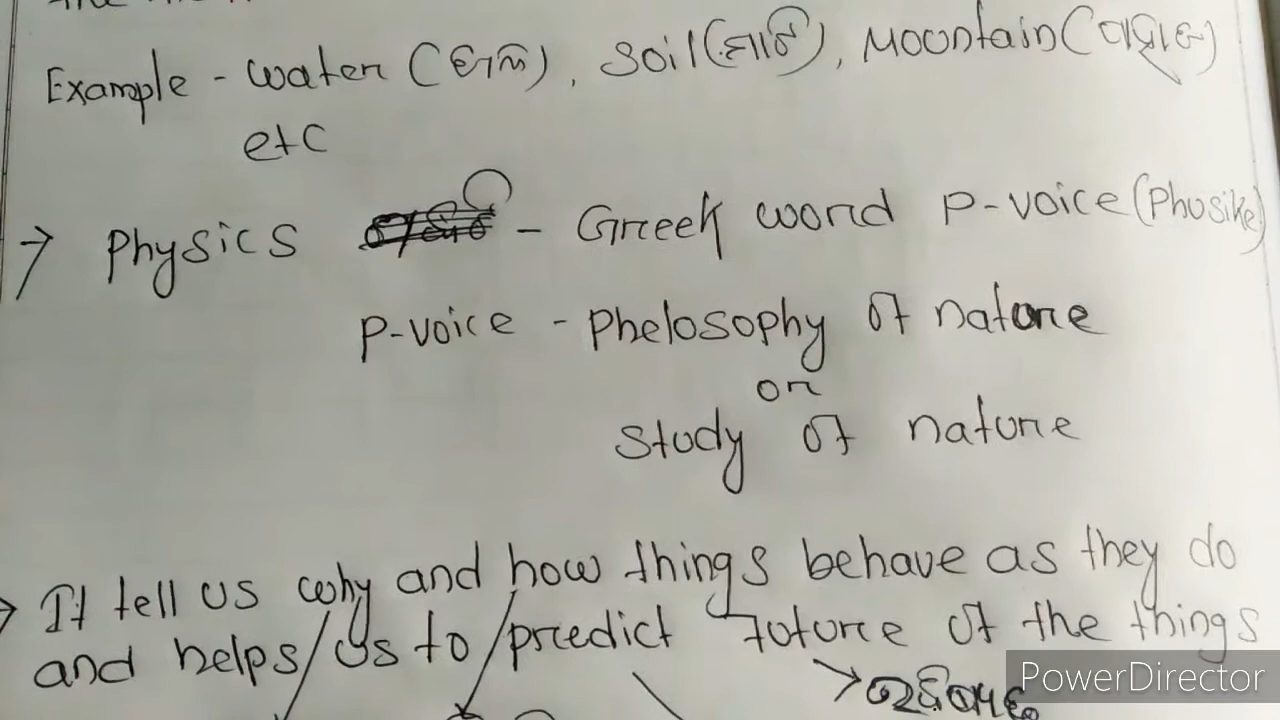 Example - water ( ), soil (ମାଟି), Mountain ( )
etc
→ Physics - Greek word P-voice (Phusike)
P-voice - Phelosophy of nature
or
study of nature
→ It tell us why and how things behave as they do
and helps us to predict future of the things
PowerDirector